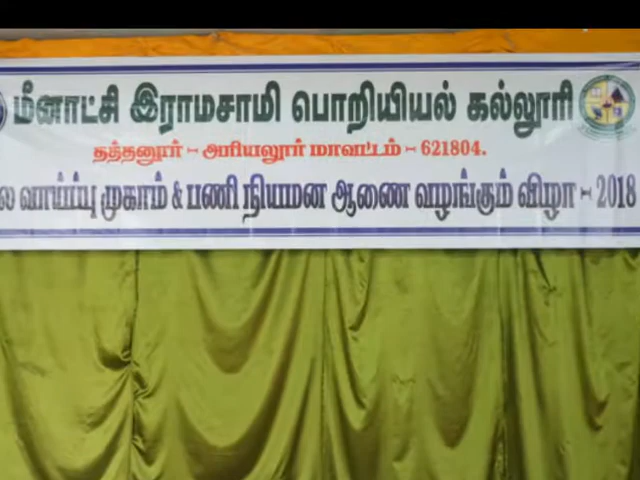 மீனாட்சி இராமசாமி பொறியியல் கல்லூரி
தத்தனூர் - அரியலூர் மாவட்டம் - 621804.
வாய்ப்பு முகாம் & பணி நியமன ஆணை வழங்கும் விழா - 2018